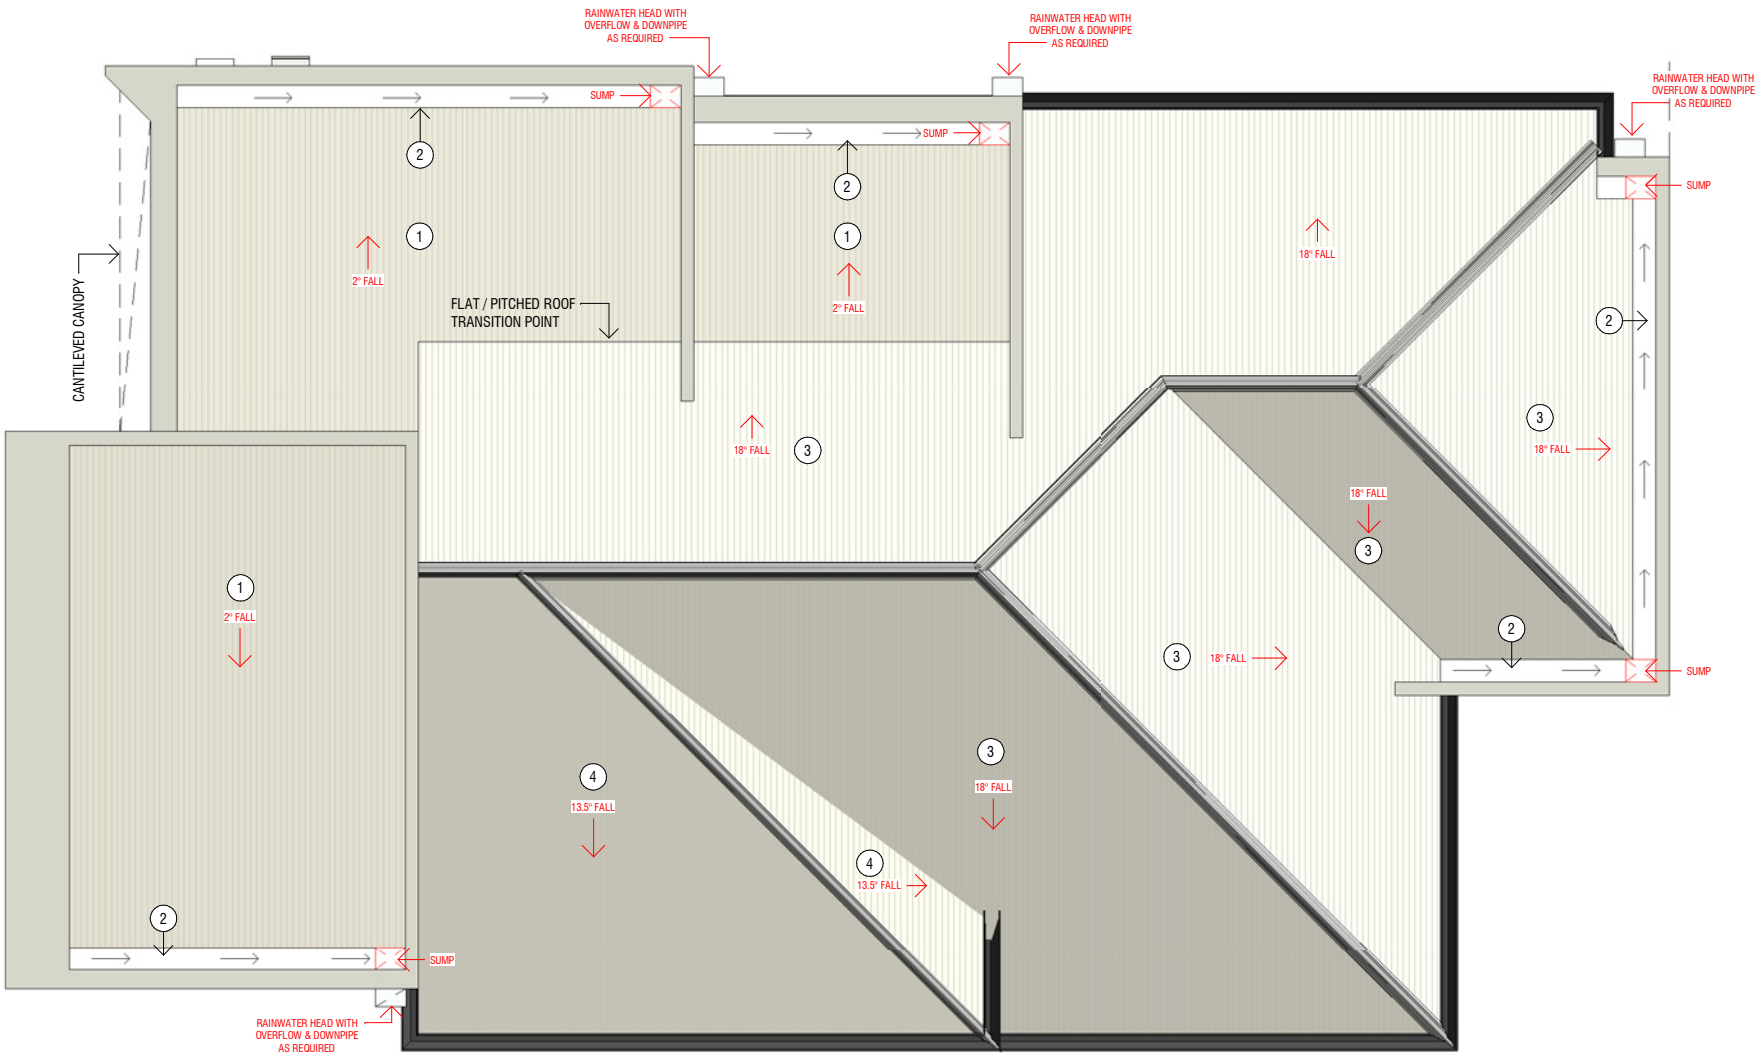 RAINWATER HEAD WITH
OVERFLOW & DOWNPIPE
AS REQUIRED
RAINWATER HEAD WITH
OVERFLOW & DOWNPIPE
AS REQUIRED
RAINWATER HEAD WITH
OVERFLOW & DOWNPIPE
AS REQUIRED
SUMP
SUMP
2
2
SUMP
1
1
2° FALL
2° FALL
18° FALL
CANTILEVED CANOPY
FLAT / PITCHED ROOF
TRANSITION POINT
2
3
18° FALL
18° FALL
3
18° FALL
3
1
2° FALL
2
3
18° FALL
SUMP
4
13.5° FALL
3
18° FALL
4
13.5° FALL
2
SUMP
RAINWATER HEAD WITH
OVERFLOW & DOWNPIPE
AS REQUIRED